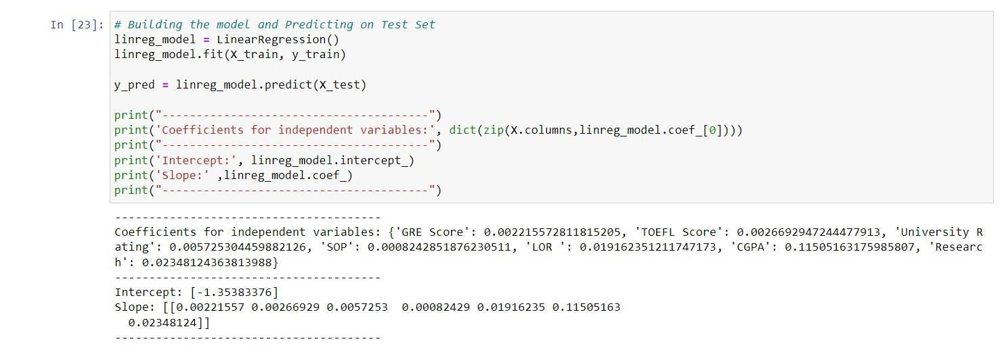 In [23]: # Building the model and Predicting on Test Set
linreg_model = LinearRegression()
linreg_model.fit(X_train, y_train)
y_pred = linreg_model.predict(X_test)
print("---------------------------------------")
print('Coefficients for independent variables:', dict(zip(X.columns,linreg_model.coef_[0])))
print("---------------------------------------")
print('Intercept:', linreg_model.intercept_)
print('Slope:' ,linreg_model.coef_)
print("---------------------------------------")
---------------------------------------
Coefficients for independent variables: {'GRE Score': 0.002215572811815205, 'TOEFL Score': 0.0026692947244477913, 'University R
ating': 0.005725304459882126, 'SOP': 0.0008242851876230511, 'LOR ': 0.019162351211747173, 'CGPA': 0.11505163175985807, 'Researc
h': 0.02348124363813988}
---------------------------------------
Intercept: [-1.35383376]
Slope: [[0.00221557 0.00266929 0.0057253  0.00082429 0.01916235 0.11505163
  0.02348124]]
---------------------------------------